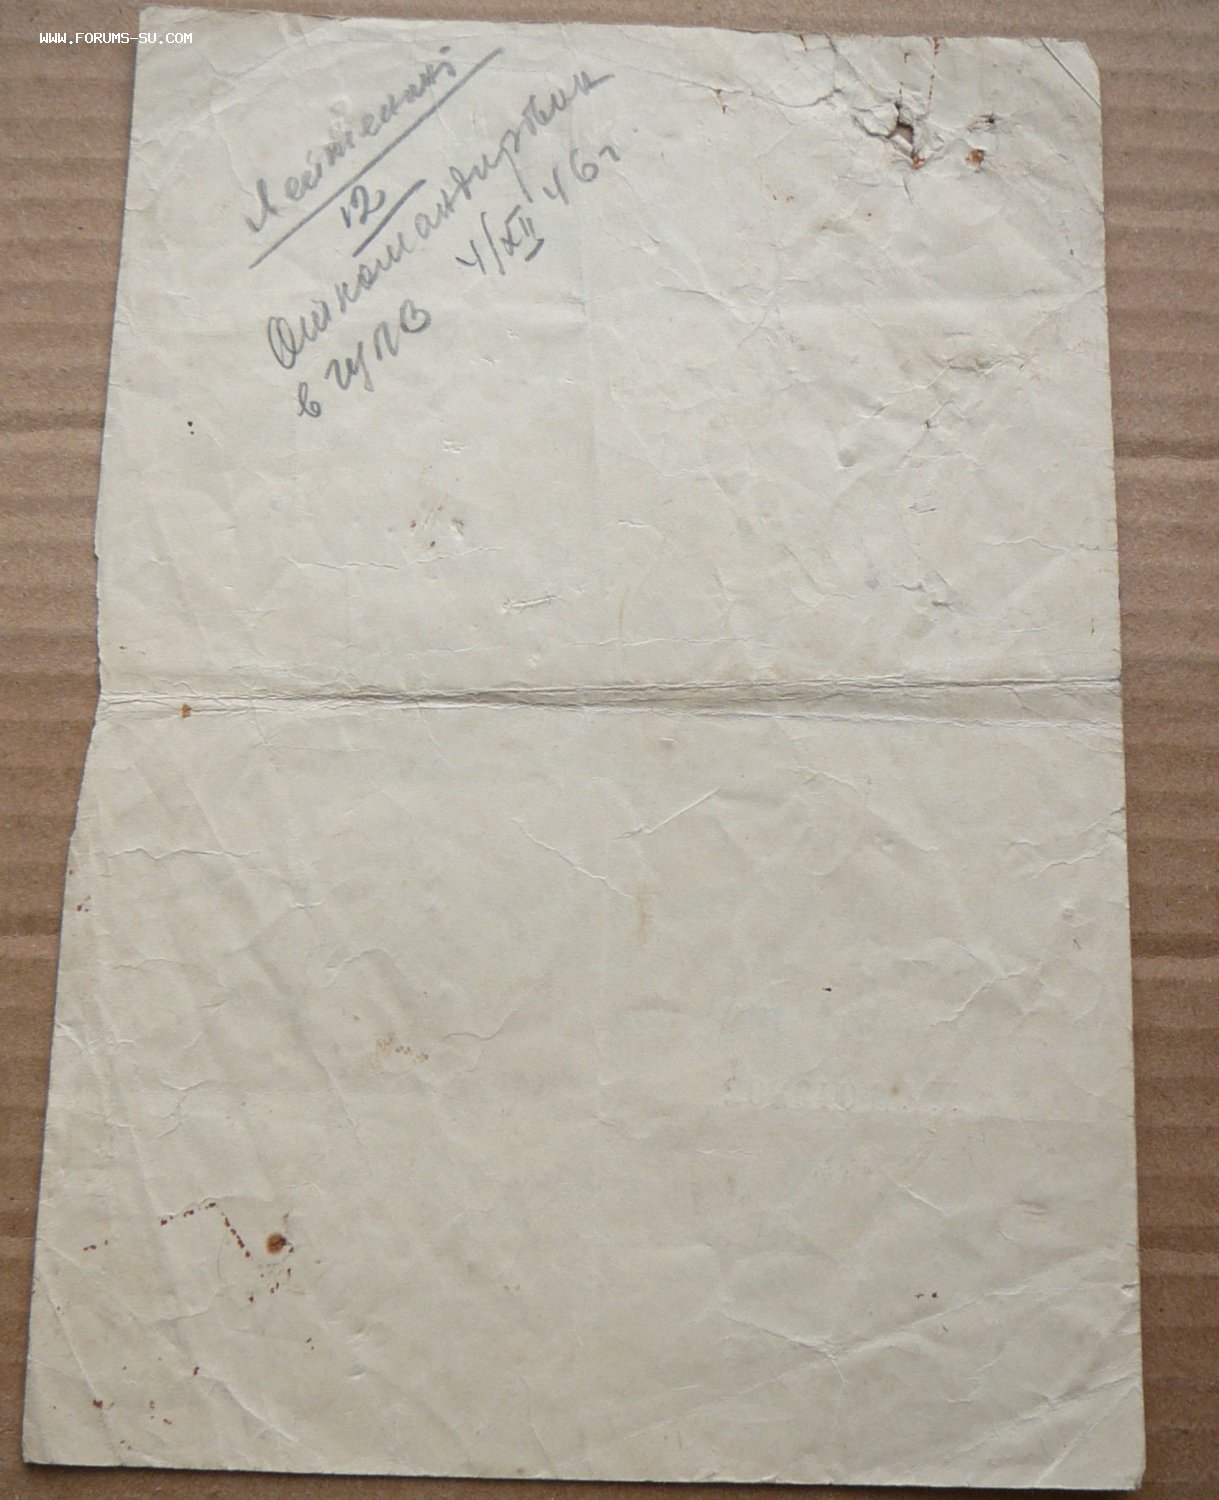 WWW.FORUMS-SU.COM
Лейтенант
12
Откомандирован
в ГУПВ 4/XII 46г